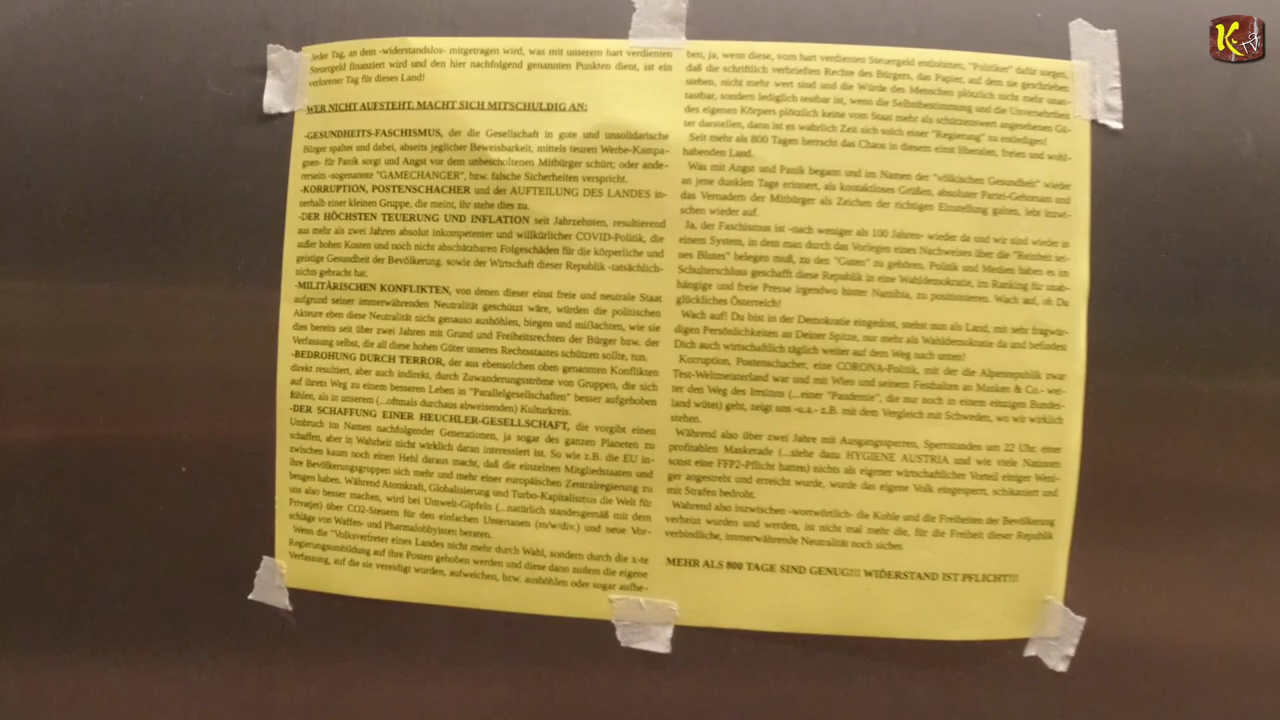 Jeder Tag, an dem -widerstandslos- mitgetragen wird, was mit unserem hart verdienten
Steuergeld finanziert wird und den hier nachfolgend genannten Punkten dient, ist ein
verlorener Tag für dieses Land!
WER NICHT AUFSTEHT, MACHT SICH MITSCHULDIG AN:
-GESUNDHEITS-FASCHISMUS, der die Gesellschaft in gute und unsolidarische
Bürger spaltet und dabei, abseits jeglicher Beweisbarkeit, mittels teuren Werbe-Kampa-
gnen- für Panik sorgt und Angst vor dem unbescholtenen Mitbürger schürt; oder ande-
rerseits -sogenannte "GAMECHANGER", bzw. falsche Sicherheiten verspricht.
-KORRUPTION, POSTENSCHACHER und der AUFTEILUNG DES LANDES in-
nerhalb einer kleinen Gruppe, die meint, ihr stehe dies zu.
-DER HÖCHSTEN TEUERUNG UND INFLATION seit Jahrzehnten, resultierend
aus mehr als zwei Jahren absolut inkompetenter und willkürlicher COVID-Politik, die
außer hohen Kosten und noch nicht abschätzbaren Folgeschäden für die körperliche und
geistige Gesundheit der Bevölkerung, sowie der Wirtschaft dieser Republik -tatsächlich-
nichts gebracht hat.
-MILITÄRISCHEN KONFLIKTEN, von denen dieser einst freie und neutrale Staat
aufgrund seiner immerwährenden Neutralität geschützt wäre, würden die politischen
Akteure eben diese Neutralität nicht genauso aushöhlen, biegen und mißachten, wie sie
dies bereits seit über zwei Jahren mit Grund und Freiheitsrechten der Bürger bzw. der
Verfassung selbst, die all diese hohen Güter unseres Rechtsstaates schützen sollte, tun.
-BEDROHUNG DURCH TERROR, der aus ebensolchen oben genannten Konflikten
direkt resultiert, aber auch indirekt, durch Zuwanderungsströme von Gruppen, die sich
auf ihrem Weg zu einem besseren Leben in "Parallelgesellschaften" besser aufgehoben
fühlen, als in unserem (...oftmals durchaus abweisenden) Kulturkreis.
-DER SCHAFFUNG EINER HEUCHLER-GESELLSCHAFT, die vorgibt einen
Umbruch im Namen nachfolgender Generationen, ja sogar des ganzen Planeten zu
schaffen, aber in Wahrheit nicht wirklich daran interessiert ist. So wie z.B. die EU in-
zwischen kaum noch einen Hehl daraus macht, daß die einzelnen Mitgliedstaaten und
ihre Bevölkerungsgruppen sich mehr und mehr einer europäischen Zentralregierung zu
beugen haben. Während Atomkraft, Globalisierung und Turbo-Kapitalismus die Welt für
uns also besser machen, wird bei Umwelt-Gipfeln (...natürlich standesgemäß mit dem
Privatjet) über CO2-Steuern für den einfachen Untertanen (m/w/div.) und neue Vor-
schläge von Waffen- und Pharmalobbyisten beraten.
Wenn die "Volksvertreter eines Landes nicht mehr durch Wahl, sondern durch die x-te
Regierungsumbildung auf ihre Posten gehoben werden und diese dann zudem die eigene
Verfassung, auf die sie vereidigt wurden, aufweichen, bzw. aushöhlen oder sogar aufhe-
ben, ja, wenn diese, vom hart verdienten Steuergeld entlohnten, "Politiker" dafür sorgen,
daß die schriftlich verbrieften Rechte des Bürgers, das Papier, auf dem sie geschrieben
stehen, nicht mehr wert sind und die Würde des Menschen plötzlich nicht mehr unan-
tastbar, sondern lediglich testbar ist, wenn die Selbstbestimmung und die Unversehrtheit
des eigenen Körpers plötzlich keine vom Staat mehr als schützenswert angesehenen Gü-
ter darstellen, dann ist es wahrlich Zeit sich solch einer "Regierung" zu entledigen!
Seit mehr als 800 Tagen herrscht das Chaos in diesem einst liberalen, freien und wohl-
habenden Land.
Was mit Angst und Panik begann und im Namen der "völkischen Gesundheit" wieder
an jene dunklen Tage erinnert, als kontaktloses Grüßen, absoluter Partei-Gehorsam und
das Vernadern der Mitbürger als Zeichen der richtigen Einstellung galten, lebt inzwi-
schen wieder auf.
Ja, der Faschismus ist -nach weniger als 100 Jahren- wieder da und wir sind wieder in
einem System, in dem man durch das Vorlegen eines Nachweises über die "Reinheit sei-
nes Blutes" belegen muß, zu den "Guten" zu gehören. Politik und Medien haben es im
Schulterschluss geschafft diese Republik in eine Wahldemokratie, im Ranking für unab-
hängige und freie Presse irgendwo hinter Namibia, zu positionieren. Wach auf, oh Du
glückliches Österreich!
Wach auf! Du bist in der Demokratie eingedöst, stehst nun als Land, mit sehr fragwür-
digen Persönlichkeiten an Deiner Spitze, nur mehr als Wahldemokratie da und befindest
Dich auch wirtschaftlich täglich weiter auf dem Weg nach unten!
Korruption, Postenschacher, eine CORONA-Politik, mit der die Alpenrepublik zwar
Test-Weltmeisterland war und mit Wien und seinem Festhalten an Masken & Co.- wei-
ter den Weg des Irrsinns (...einer "Pandemie", die nur noch in einem einzigen Bundes-
land wütet) geht, zeigt uns -u.a.- z.B. mit dem Vergleich mit Schweden, wo wir wirklich
stehen.
Während also über zwei Jahre mit Ausgangssperren, Sperrstunden um 22 Uhr, einer
profitablen Maskerade (...siehe dazu HYGIENE AUSTRIA und wie viele Nationen
sonst eine FFP2-Pflicht hatten) nichts als eigener wirtschaftlicher Vorteil einiger Weni-
ger angestrebt und erreicht wurde, wurde das eigene Volk eingesperrt, schikaniert und
mit Strafen bedroht.
Während also inzwischen -wortwörtlich- die Kohle und die Freiheiten der Bevölkerung
verheizt wurden und werden, ist nicht mal mehr die, für die Freiheit dieser Republik
verbindliche, immerwährende Neutralität noch sicher.
MEHR ALS 800 TAGE SIND GENUG!!! WIDERSTAND IST PFLICHT!!!